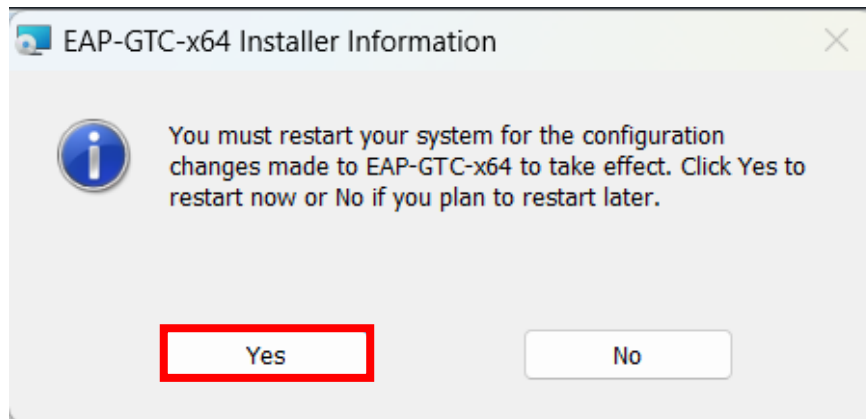 EAP-GTC-x64 Installer Information
You must restart your system for the configuration
changes made to EAP-GTC-x64 to take effect. Click Yes to
restart now or No if you plan to restart later.
Yes
No